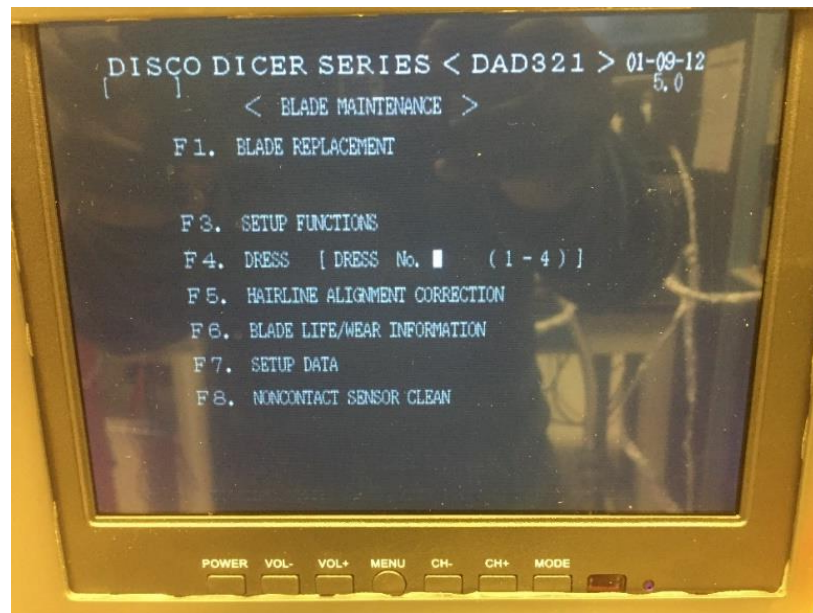 DISCO DICER SERIES < DAD321 > 01-09-12
[ ] 5.0
< BLADE MAINTENANCE >
F1. BLADE REPLACEMENT
F3. SETUP FUNCTIONS
F4. DRESS [ DRESS No. (1-4) ]
F5. HAIRLINE ALIGNMENT CORRECTION
F6. BLADE LIFE/WEAR INFORMATION
F7. SETUP DATA
F8. NONCONTACT SENSOR CLEAN
POWER VOL- VOL+ MENU CH- CH+ MODE